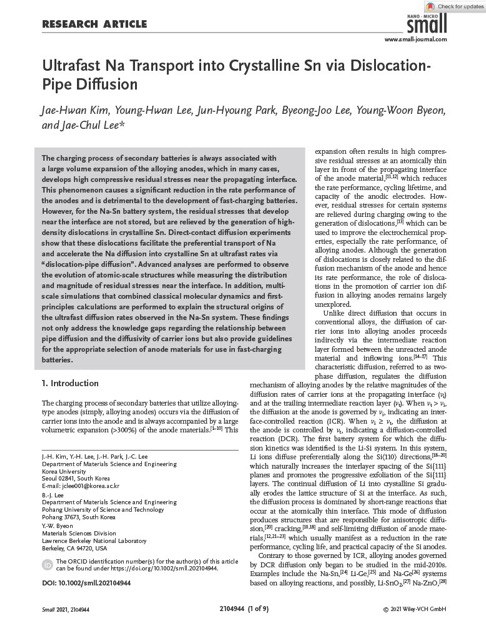 Check for updates
RESEARCH ARTICLE
NANO · MICRO
small
www.small-journal.com
Ultrafast Na Transport into Crystalline Sn via Dislocation-
Pipe Diffusion
Jae-Hwan Kim, Young-Hwan Lee, Jun-Hyoung Park, Byeong-Joo Lee, Young-Woon Byeon,
and Jae-Chul Lee*
The charging process of secondary batteries is always associated with
a large volume expansion of the alloying anodes, which in many cases,
develops high compressive residual stresses near the propagating interface.
This phenomenon causes a significant reduction in the rate performance of
the anodes and is detrimental to the development of fast-charging batteries.
However, for the Na-Sn battery system, the residual stresses that develop
near the interface are not stored, but are relieved by the generation of high-
density dislocations in crystalline Sn. Direct-contact diffusion experiments
show that these dislocations facilitate the preferential transport of Na
and accelerate the Na diffusion into crystalline Sn at ultrafast rates via
“dislocation-pipe diffusion”. Advanced analyses are performed to observe
the evolution of atomic-scale structures while measuring the distribution
and magnitude of residual stresses near the interface. In addition, multi-
scale simulations that combined classical molecular dynamics and first-
principles calculations are performed to explain the structural origins of
the ultrafast diffusion rates observed in the Na-Sn system. These findings
not only address the knowledge gaps regarding the relationship between
pipe diffusion and the diffusivity of carrier ions but also provide guidelines
for the appropriate selection of anode materials for use in fast-charging
batteries.
1. Introduction
The charging process of secondary batteries that utilize alloying-
type anodes (simply, alloying anodes) occurs via the diffusion of
carrier ions into the anode and is always accompanied by a large
volumetric expansion (>300%) of the anode materials.[1–10] This
J.-H. Kim, Y.-H. Lee, J.-H. Park, J.-C. Lee
Department of Materials Science and Engineering
Korea University
Seoul 02841, South Korea
E-mail: jclee001@korea.ac.kr
B.-J. Lee
Department of Materials Science and Engineering
Pohang University of Science and Technology
Pohang 37673, South Korea
Y.-W. Byeon
Materials Sciences Division
Lawrence Berkeley National Laboratory
Berkeley, CA 94720, USA
The ORCID identification number(s) for the author(s) of this article
can be found under https://doi.org/10.1002/smll.202104944.
DOI: 10.1002/smll.202104944
expansion often results in high compres-
sive residual stresses at an atomically thin
layer in front of the propagating interface
of the anode material,[11,12] which reduces
the rate performance, cycling lifetime, and
capacity of the anodic electrodes. How-
ever, residual stresses for certain systems
are relieved during charging owing to the
generation of dislocations,[13] which can be
used to improve the electrochemical prop-
erties, especially the rate performance, of
alloying anodes. Although the generation
of dislocations is closely related to the dif-
fusion mechanism of the anode and hence
its rate performance, the role of disloca-
tions in the promotion of carrier ion dif-
fusion in alloying anodes remains largely
unexplored.
Unlike direct diffusion that occurs in
conventional alloys, the diffusion of car-
rier ions into alloying anodes proceeds
indirectly via the intermediate reaction
layer formed between the unreacted anode
material and inflowing ions.[14–17] This
characteristic diffusion, referred to as two-
phase diffusion, regulates the diffusion
mechanism of alloying anodes by the relative magnitudes of the
diffusion rates of carrier ions at the propagating interface
and at the trailing intermediate reaction layer
the diffusion at the anode is governed by indicating an inter-
face-controlled reaction (ICR). When the diffusion at
the anode is controlled by indicating a diffusion-controlled
reaction (DCR). The first battery system for which the diffu-
sion kinetics was identified is the Li-Si system. In this system,
Li ions diffuse preferentially along the Si(110) directions,[18–20]
which naturally increases the interlayer spacing of the Si{111}
planes and promotes the progressive exfoliation of the Si{111}
layers. The continual diffusion of Li into crystalline Si gradu-
ally erodes the lattice structure of Si at the interface. As such,
the diffusion process is dominated by short-range reactions that
occur at the atomically thin interface. This mode of diffusion
produces structures that are responsible for anisotropic diffu-
sion, cracking, and self-limiting diffusion of anode mate-
rials, which usually manifest as a reduction in the rate
performance, cycling life, and practical capacity of the Si anodes.
Contrary to those governed by ICR, alloying anodes governed
by DCR diffusion only began to be studied in the mid-2010s.
Examples include the Na-Sn,[24] Li-Ge,[25] and Na-Ge[26] systems
based on alloying reactions, and possibly, Li-SnO2,[27] Na-ZnO,[28]
Small 2021, 2104944
2104944 (1 of 9)
© 2021 Wiley-VCH GmbH